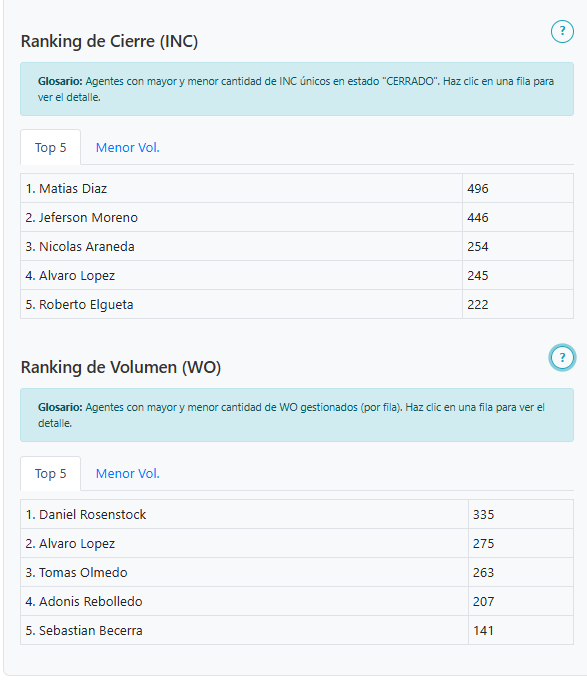 Ranking de Cierre (INC)
?
Glosario: Agentes con mayor y menor cantidad de INC únicos en estado "CERRADO". Haz clic en una fila para
ver el detalle.
Top 5 Menor Vol.
1. Matias Diaz 496
2. Jeferson Moreno 446
3. Nicolas Araneda 254
4. Alvaro Lopez 245
5. Roberto Elgueta 222
Ranking de Volumen (WO)
?
Glosario: Agentes con mayor y menor cantidad de WO gestionados (por fila). Haz clic en una fila para ver el
detalle.
Top 5 Menor Vol.
1. Daniel Rosenstock 335
2. Alvaro Lopez 275
3. Tomas Olmedo 263
4. Adonis Rebolledo 207
5. Sebastian Becerra 141